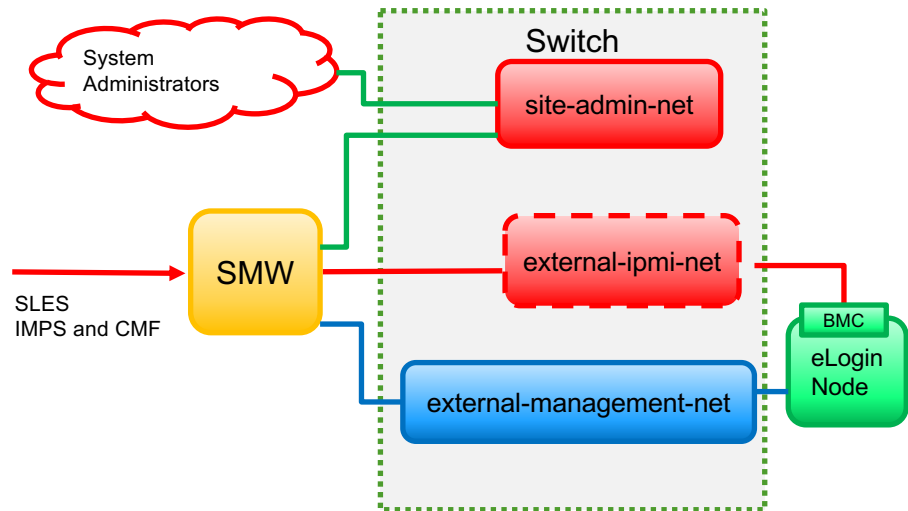 System
Administrators
Switch
site-admin-net
SMW
external-ipmi-net
SLES
IMPS and CMF
BMC
eLogin
Node
external-management-net